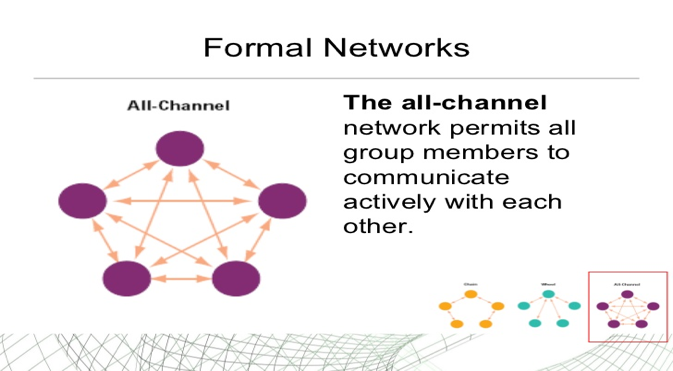 Formal Networks
All-Channel
The all-channel
network permits all
group members to
communicate
actively with each
other.
Chain
Wheel
All-Channel